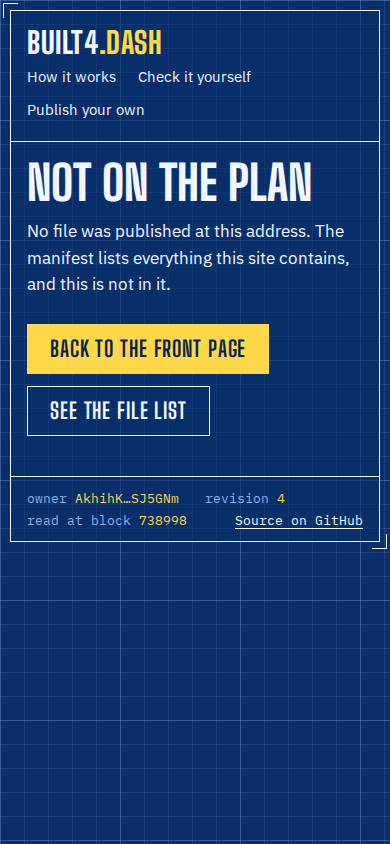 BUILT4.DASH
How it works Check it yourself
Publish your own
NOT ON THE PLAN
No file was published at this address. The
manifest lists everything this site contains,
and this is not in it.
BACK TO THE FRONT PAGE
SEE THE FILE LIST
owner AkhihK…SJ5GNm revision 4
read at block 738998 Source on GitHub